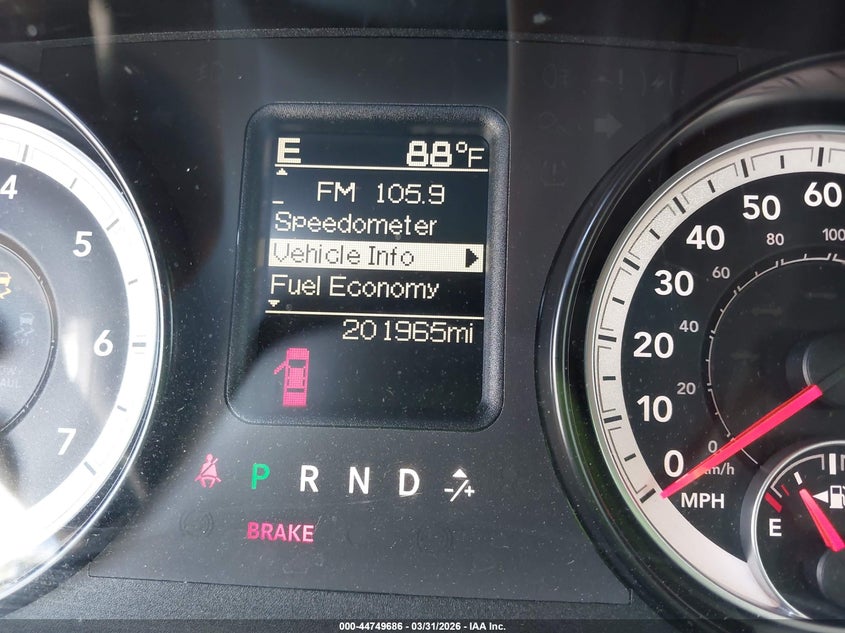 E 88°F
FM 105.9
Speedometer
Vehicle Info
Fuel Economy
201965mi
P R N D -/+
BRAKE
4
5
6
7
60
50
40
30
20
10
0
MPH
100
80
60
40
20
0
km/h
E
000-44749686 - 03/31/2026 - IAA Inc.